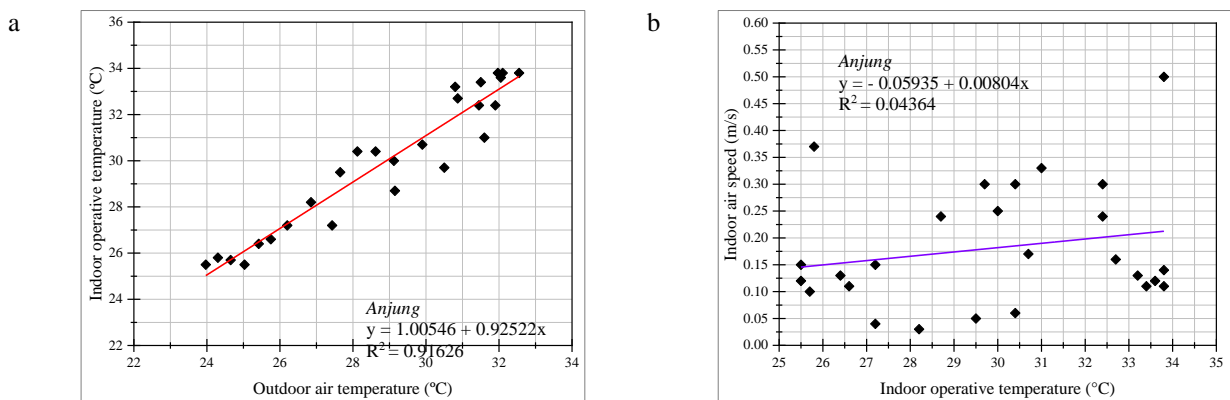 a
36
34
32
30
28
26
24
22
24 26 28 30 32 34
Indoor operative temperature (ºC)
Outdoor air temperature (ºC)
Anjung
y = 1.00546 + 0.92522x
R² = 0.91626
b
0.60
0.55
0.50
0.45
0.40
0.35
0.30
0.25
0.20
0.15
0.10
0.05
0.00
25 26 27 28 29 30 31 32 33 34 35
Indoor air speed (m/s)
Indoor operative temperature (°C)
Anjung
y = - 0.05935 + 0.00804x
R² = 0.04364